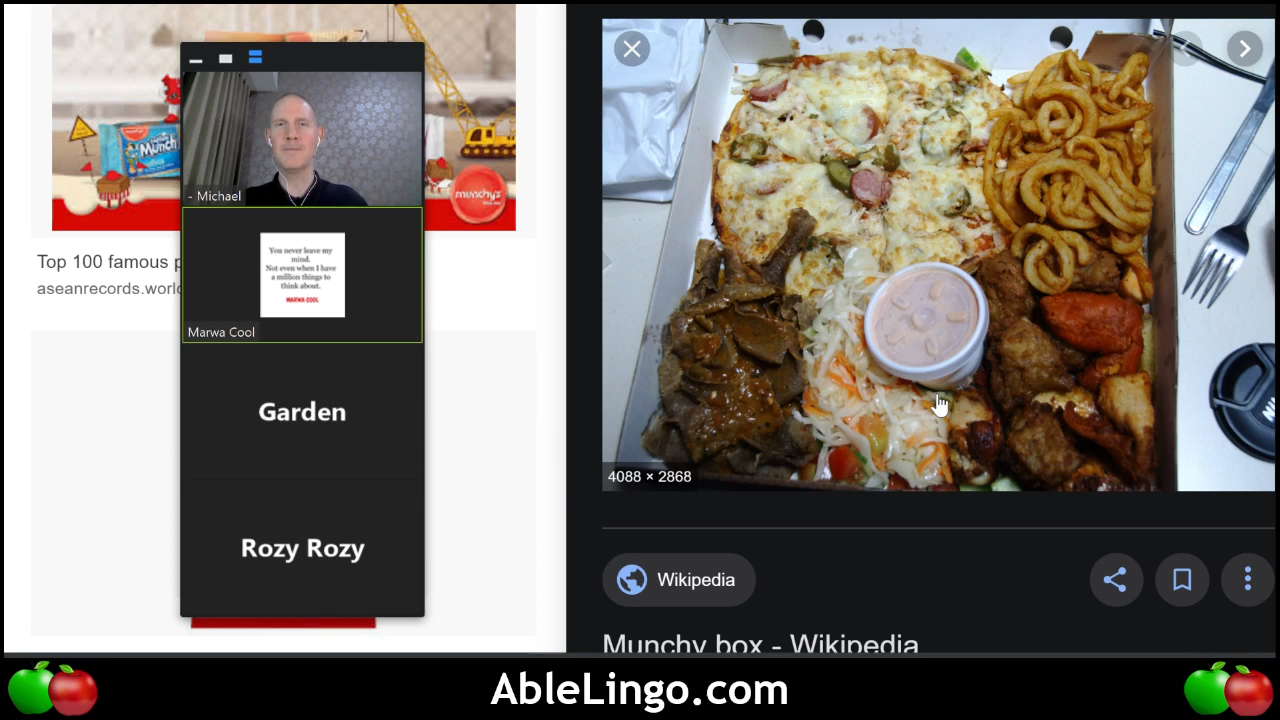 Munch
munchy's
Top 100 famous p
aseanrecords.world
- Michael
You never leave my
mind.
Not even when I have
a million things to
think about.
MARWA COOL
Marwa Cool
Garden
Rozy Rozy
4088 × 2868
Wikipedia
Munchy box - Wikipedia
AbleLingo.com